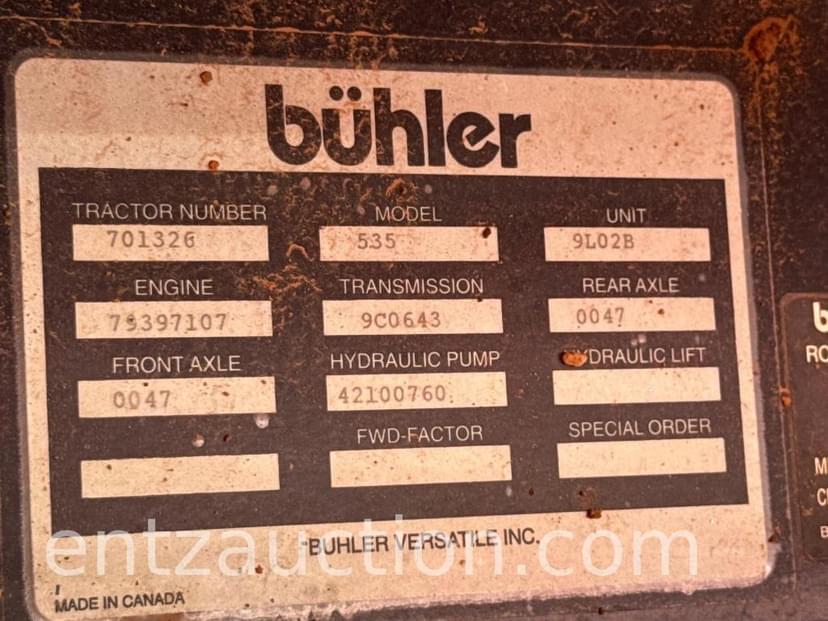 bühler
TRACTOR NUMBER MODEL UNIT
701326 535 9L02B
ENGINE TRANSMISSION REAR AXLE
79397107 9C0643 0047
FRONT AXLE HYDRAULIC PUMP HYDRAULIC LIFT
0047 42100760
FWD-FACTOR SPECIAL ORDER
BUHLER VERSATILE INC.
entzauction.com
MADE IN CANADA